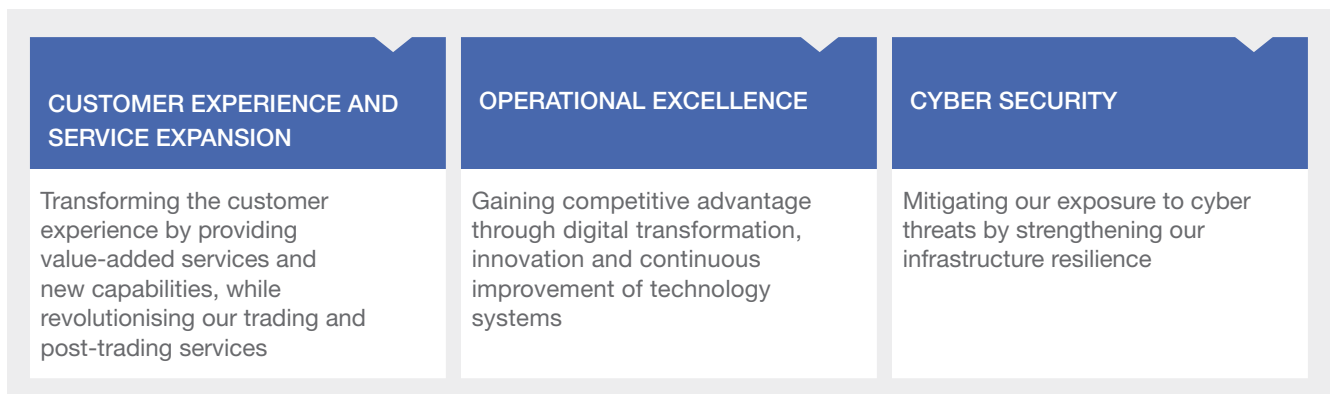 CUSTOMER EXPERIENCE AND
SERVICE EXPANSION
Transforming the customer
experience by providing
value-added services and
new capabilities, while
revolutionising our trading and
post-trading services
OPERATIONAL EXCELLENCE
Gaining competitive advantage
through digital transformation,
innovation and continuous
improvement of technology
systems
CYBER SECURITY
Mitigating our exposure to cyber
threats by strengthening our
infrastructure resilience